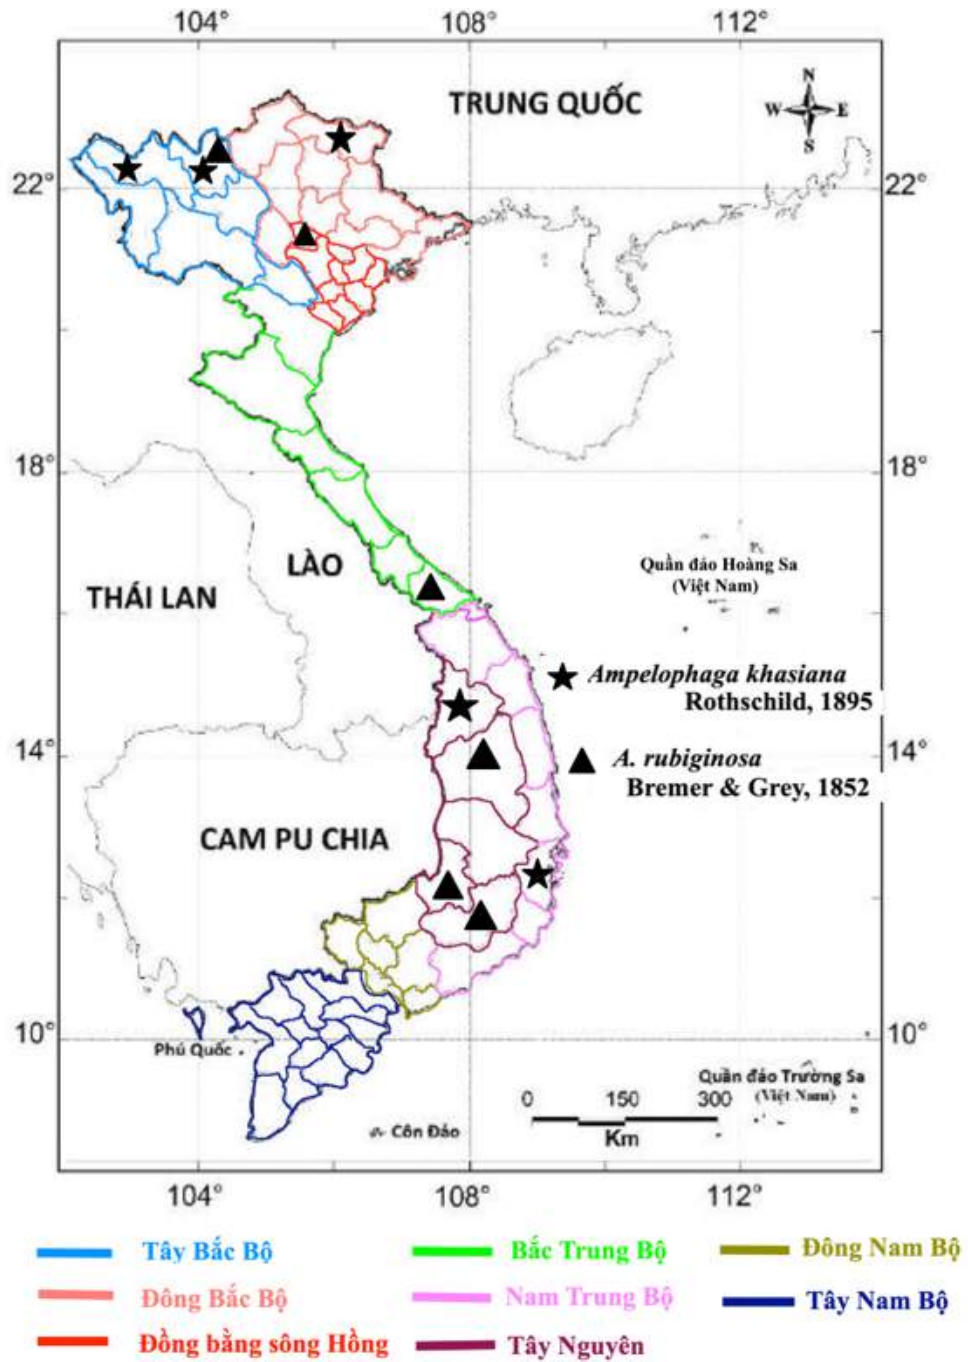 104° 108° 112°
TRUNG QUỐC
N
W E
S
22° 22°
18° 18°
LÀO
THÁI LAN
Quần đảo Hoàng Sa
(Việt Nam)
Ampelophaga khasiana
Rothschild, 1895
14° 14°
A. rubiginosa
Bremer & Grey, 1852
CAM PU CHIA
10° 10°
Phú Quốc
Quần đảo Trường Sa
(Việt Nam)
0 150 300
Km
Côn Đảo
104° 108° 112°
Tây Bắc Bộ Bắc Trung Bộ Đông Nam Bộ
Đông Bắc Bộ Nam Trung Bộ Tây Nam Bộ
Đồng bằng sông Hồng Tây Nguyên